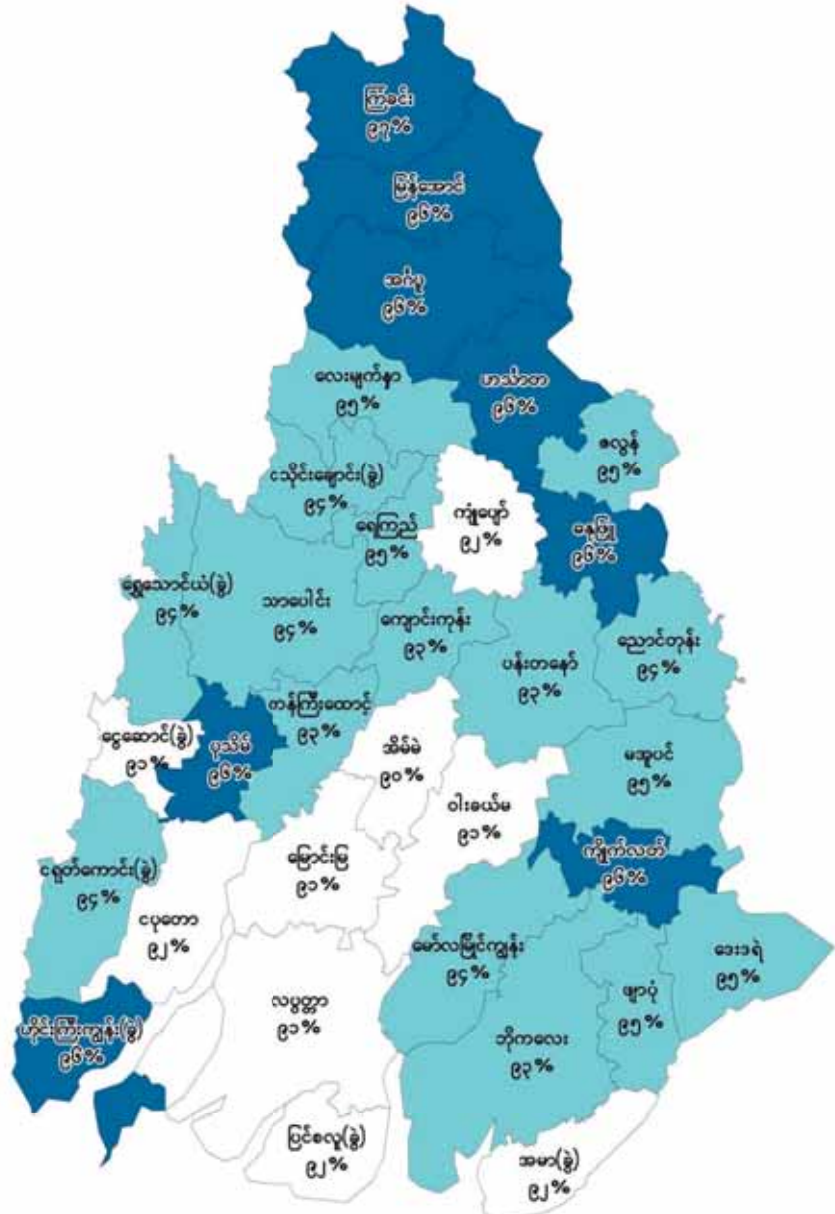 ကြံခင်း
၉၇%
မြန်အောင်
၉၆%
အင်္ဂပူ
၉၆%
လေးမျက်နှာ
၉၅%
ဟင်္သာတ
၉၆%
ဇလွန်
၉၅%
ငသိုင်းချောင်း(ခွဲ)
၉၄%
ရေကြည်
၉၅%
ကျုံပျော်
၉၂%
ဓနုဖြူ
၉၆%
ရွှေသောင်ယံ(ခွဲ)
၉၄%
သာပေါင်း
၉၄%
ကျောင်းကုန်း
၉၃%
ပန်းတနော်
၉၃%
ညောင်တုန်း
၉၄%
ငွေဆောင်(ခွဲ)
၉၁%
ပုသိမ်
၉၆%
ကန်ကြီးထောင့်
၉၃%
အိမ်မဲ
၉၀%
ဝါးခယ်မ
၉၁%
မအူပင်
၉၅%
မြောင်းမြ
၉၁%
ကျိုက်လတ်
၉၆%
ငရုတ်ကောင်း(ခွဲ)
၉၄%
ငပုတော
၉၂%
မော်လမြိုင်ကျွန်း
၉၄%
ဒေးဒရဲ
၉၅%
လပွတ္တာ
၉၁%
ဖျာပုံ
၉၅%
ဟိုင်းကြီးကျွန်း(ခွဲ)
၉၆%
ဘိုကလေး
၉၃%
ပြင်စလူ(ခွဲ)
၉၂%
အမာ(ခွဲ)
၉၂%